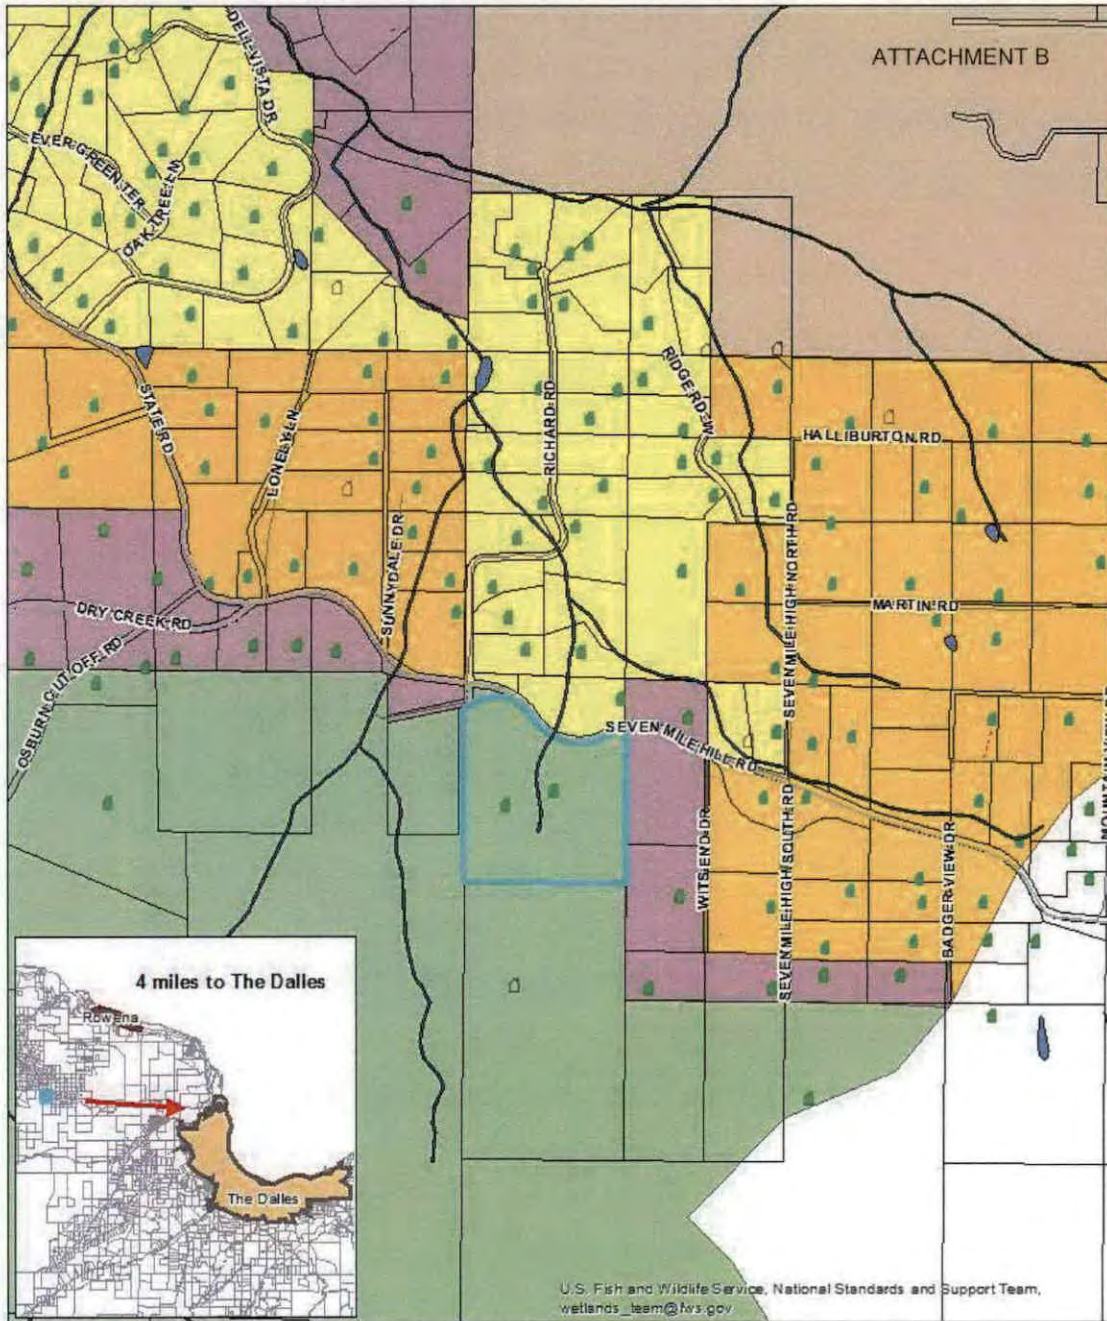 ATTACHMENT B
DELL VISTA DR
EVERGREEN TER
OAK TREE LN
STATE RD
LONELY LN
RICHARD RD
RIDGE RD W
HALLIBURTON RD
SUNNYDALE DR
SEVEN MILE HIGH NORTH RD
MARTIN RD
DRY CREEK RD
OSBURN CUT OFF RD
SEVEN MILE HILL RD
WITS END DR
SEVEN MILE HIGH SOUTH RD
BADGER VIEW DR
4 miles to The Dalles
Rowena
The Dalles
U.S. Fish and Wildlife Service, National Standards and Support Team,
wetlands_team@fws.gov